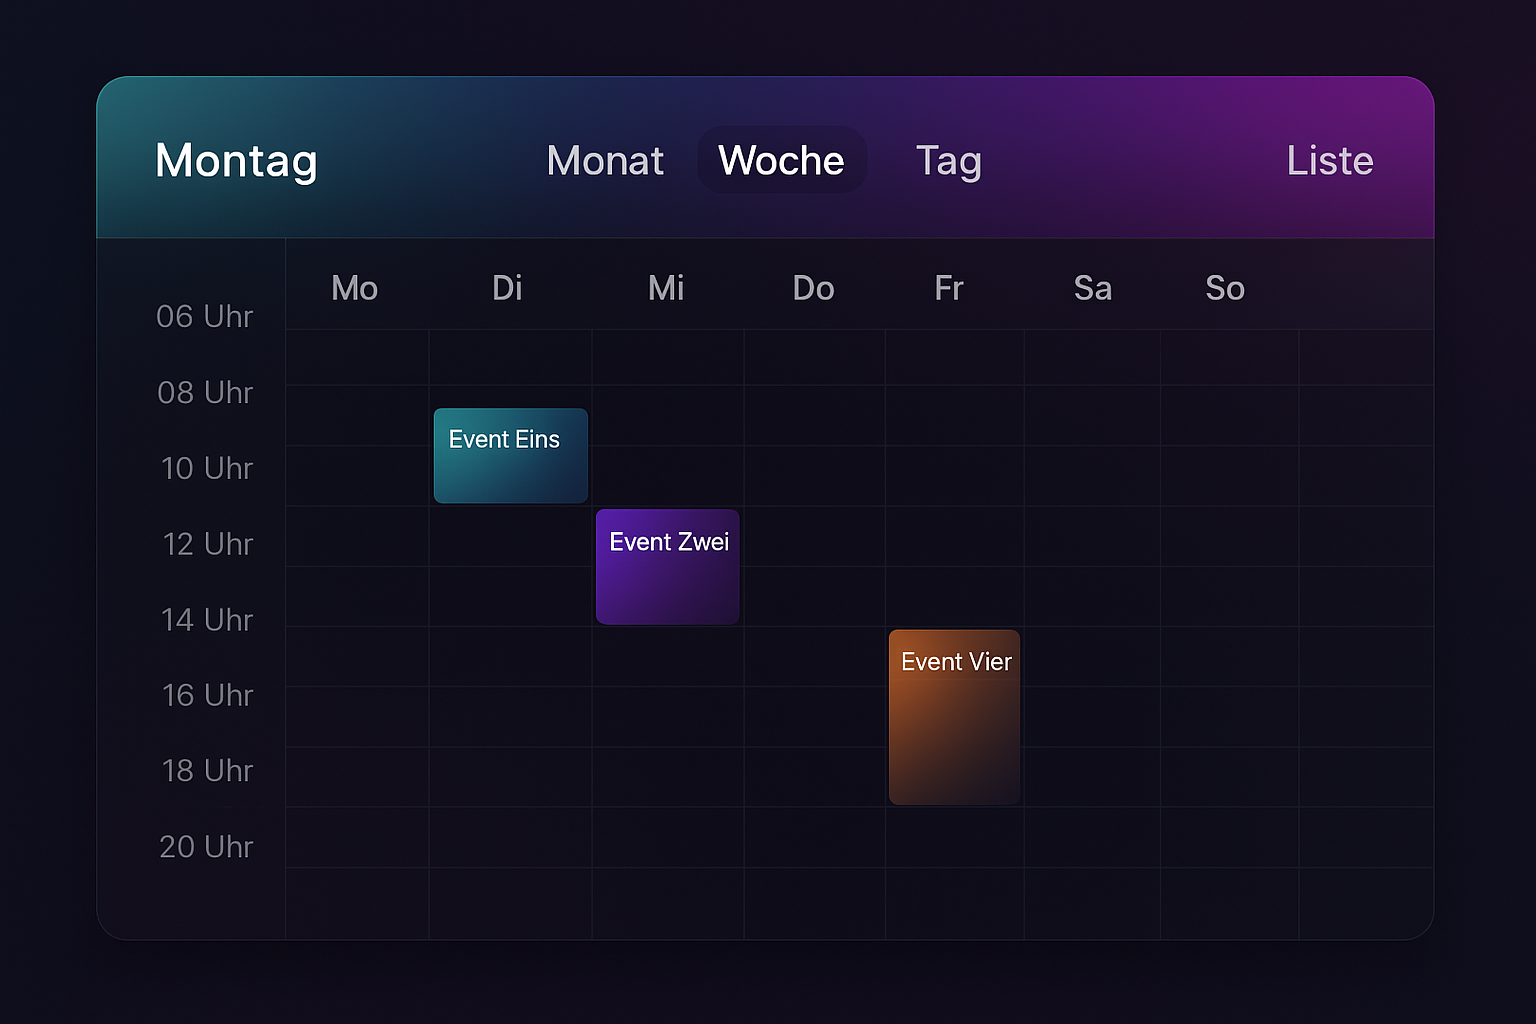 Montag
Monat Woche Tag
Liste
Mo Di Mi Do Fr Sa So
06 Uhr
08 Uhr
Event Eins
10 Uhr
12 Uhr
Event Zwei
14 Uhr
Event Vier
16 Uhr
18 Uhr
20 Uhr